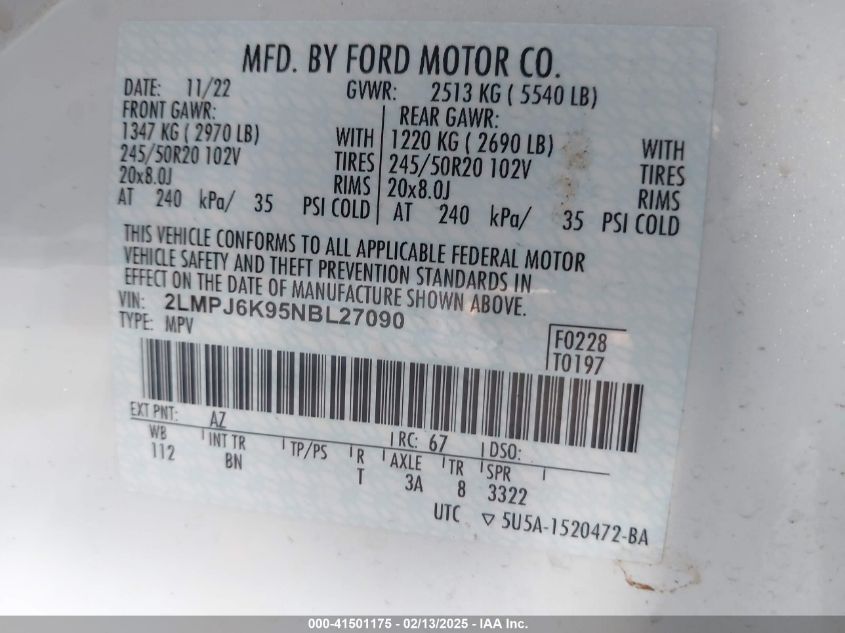 MFD. BY FORD MOTOR CO.
DATE: 11/22 GVWR: 2513 KG ( 5540 LB)
FRONT GAWR: REAR GAWR:
1347 KG ( 2970 LB) WITH 1220 KG ( 2690 LB) WITH
245/50R20 102V TIRES 245/50R20 102V TIRES
20x8.0J RIMS 20x8.0J RIMS
AT 240 kPa/ 35 PSI COLD AT 240 kPa/ 35 PSI COLD
THIS VEHICLE CONFORMS TO ALL APPLICABLE FEDERAL MOTOR
VEHICLE SAFETY AND THEFT PREVENTION STANDARDS IN
EFFECT ON THE DATE OF MANUFACTURE SHOWN ABOVE.
VIN: 2LMPJ6K95NBL27090
TYPE: MPV
F0228
T0197
EXT PNT: AZ RC: 67 DSO:
WB INT TR TP/PS R AXLE TR SPR
112 BN T 3A 8 3322
UTC ▽ 5U5A-1520472-BA
000-41501175 - 02/13/2025 - IAA Inc.